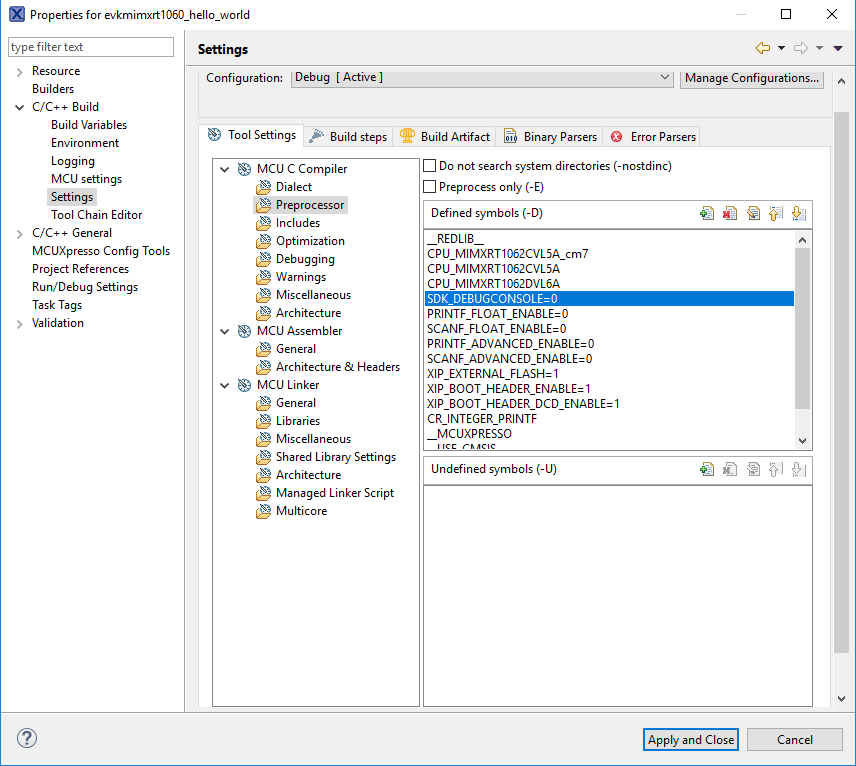 Properties for evkmimxrt1060_hello_world
type filter text
Resource
Builders
C/C++ Build
Build Variables
Environment
Logging
MCU settings
Settings
Tool Chain Editor
C/C++ General
MCUXpresso Config Tools
Project References
Run/Debug Settings
Task Tags
Validation
Settings
Configuration: Debug [ Active ] Manage Configurations...
Tool Settings Build steps Build Artifact Binary Parsers Error Parsers
MCU C Compiler
Dialect
Preprocessor
Includes
Optimization
Debugging
Warnings
Miscellaneous
Architecture
MCU Assembler
General
Architecture & Headers
MCU Linker
General
Libraries
Miscellaneous
Shared Library Settings
Architecture
Managed Linker Script
Multicore
Do not search system directories (-nostdinc)
Preprocess only (-E)
Defined symbols (-D)
__REDLIB__
CPU_MIMXRT1062CVL5A_cm7
CPU_MIMXRT1062CVL5A
CPU_MIMXRT1062DVL6A
SDK_DEBUGCONSOLE=0
PRINTF_FLOAT_ENABLE=0
SCANF_FLOAT_ENABLE=0
PRINTF_ADVANCED_ENABLE=0
SCANF_ADVANCED_ENABLE=0
XIP_EXTERNAL_FLASH=1
XIP_BOOT_HEADER_ENABLE=1
XIP_BOOT_HEADER_DCD_ENABLE=1
CR_INTEGER_PRINTF
__MCUXPRESSO
__USE_CMSIS
Undefined symbols (-U)
Apply and Close Cancel